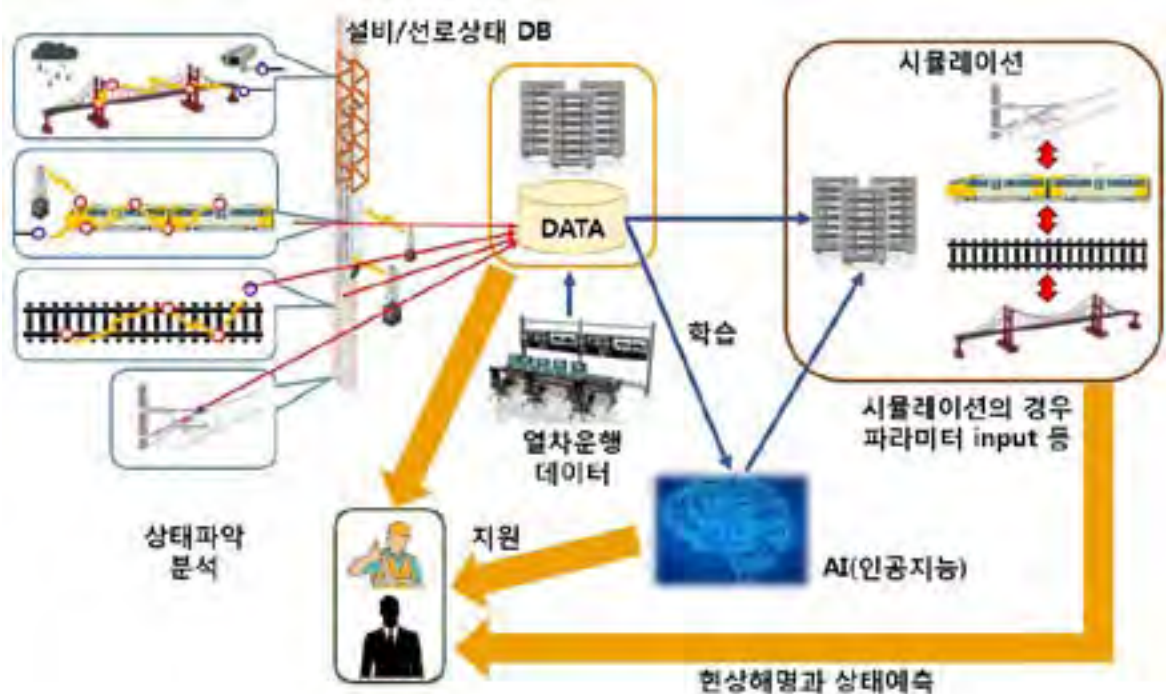 설비/선로상태 DB
시뮬레이션
DATA
학습
열차운행
데이터
시뮬레이션의 경우
파라미터 input 등
상태파악
분석
지원
AI(인공지능)
현상해명과 상태예측